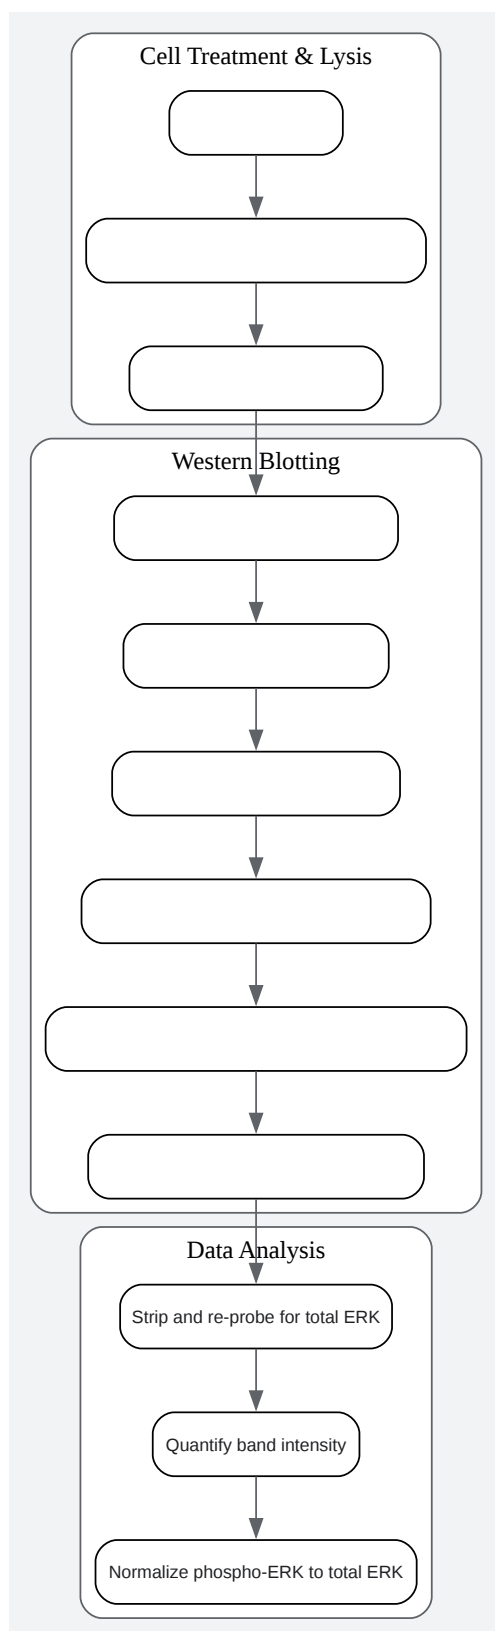 Cell Treatment & Lysis
Western Blotting
Data Analysis
Strip and re-probe for total ERK
Quantify band intensity
Normalize phospho-ERK to total ERK